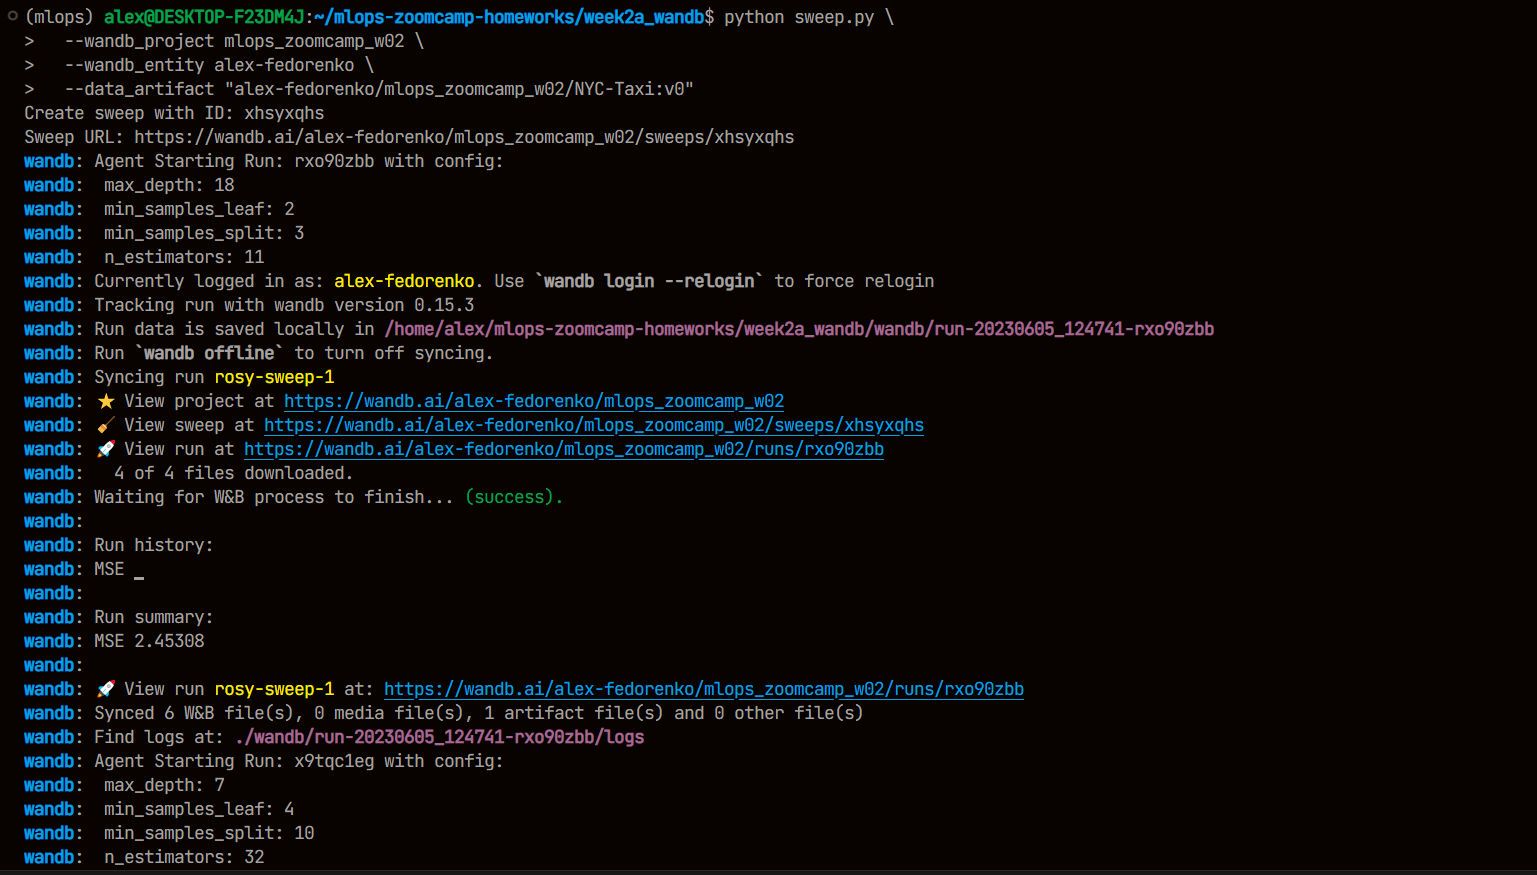 (mlops) alex@DESKTOP-F23DM4J:~/mlops-zoomcamp-homeworks/week2a_wandb$ python sweep.py \
>   --wandb_project mlops_zoomcamp_w02 \
>   --wandb_entity alex-fedorenko \
>   --data_artifact "alex-fedorenko/mlops_zoomcamp_w02/NYC-Taxi:v0"
Create sweep with ID: xhsyxqhs
Sweep URL: https://wandb.ai/alex-fedorenko/mlops_zoomcamp_w02/sweeps/xhsyxqhs
wandb: Agent Starting Run: rxo90zbb with config:
wandb:  max_depth: 18
wandb:  min_samples_leaf: 2
wandb:  min_samples_split: 3
wandb:  n_estimators: 11
wandb: Currently logged in as: alex-fedorenko. Use `wandb login --relogin` to force relogin
wandb: Tracking run with wandb version 0.15.3
wandb: Run data is saved locally in /home/alex/mlops-zoomcamp-homeworks/week2a_wandb/wandb/run-20230605_124741-rxo90zbb
wandb: Run `wandb offline` to turn off syncing.
wandb: Syncing run rosy-sweep-1
wandb: ⭐ View project at https://wandb.ai/alex-fedorenko/mlops_zoomcamp_w02
wandb: 🧹 View sweep at https://wandb.ai/alex-fedorenko/mlops_zoomcamp_w02/sweeps/xhsyxqhs
wandb: 🚀 View run at https://wandb.ai/alex-fedorenko/mlops_zoomcamp_w02/runs/rxo90zbb
wandb:   4 of 4 files downloaded.
wandb: Waiting for W&B process to finish... (success).
wandb:
wandb: Run history:
wandb: MSE ▁
wandb:
wandb: Run summary:
wandb: MSE 2.45308
wandb:
wandb: 🚀 View run rosy-sweep-1 at: https://wandb.ai/alex-fedorenko/mlops_zoomcamp_w02/runs/rxo90zbb
wandb: Synced 6 W&B file(s), 0 media file(s), 1 artifact file(s) and 0 other file(s)
wandb: Find logs at: ./wandb/run-20230605_124741-rxo90zbb/logs
wandb: Agent Starting Run: x9tqc1eg with config:
wandb:  max_depth: 7
wandb:  min_samples_leaf: 4
wandb:  min_samples_split: 10
wandb:  n_estimators: 32